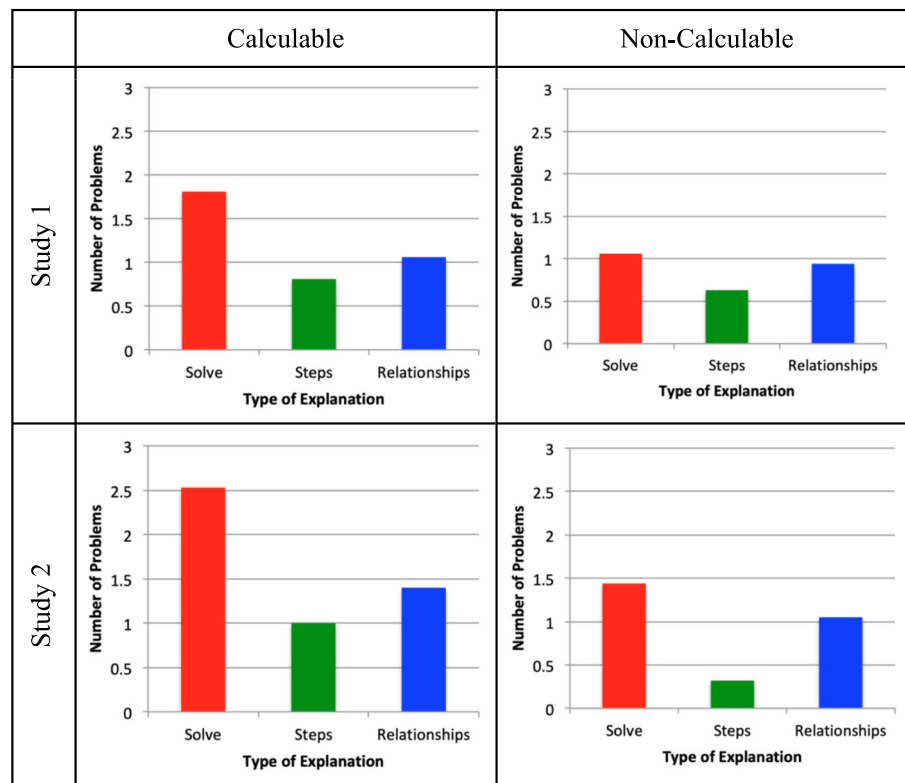 Calculable
Non-Calculable
Study 1
Number of Problems
3
2.5
2
1.5
1
0.5
0
Solve Steps Relationships
Type of Explanation
Number of Problems
3
2.5
2
1.5
1
0.5
0
Solve Steps Relationships
Type of Explanation
Study 2
Number of Problems
3
2.5
2
1.5
1
0.5
0
Solve Steps Relationships
Type of Explanation
Number of Problems
3
2.5
2
1.5
1
0.5
0
Solve Steps Relationships
Type of Explanation